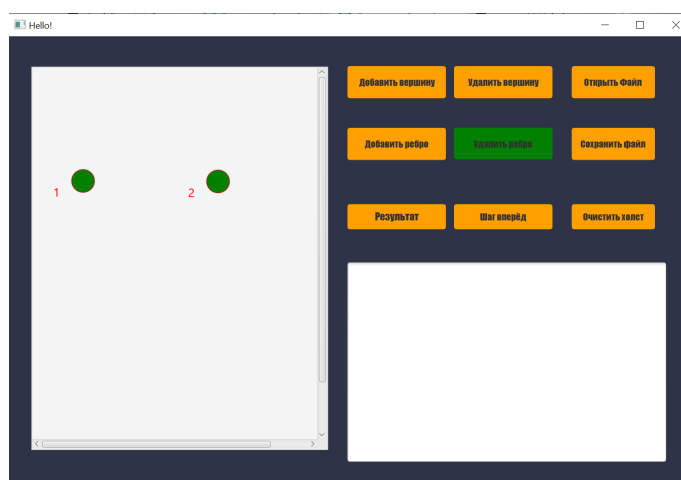 Hello!
Добавить вершину
Удалить вершину
Открыть Файл
Добавить ребро
Удалить ребро
Сохранить файл
1
2
Результат
Шаг вперёд
Очистить холст